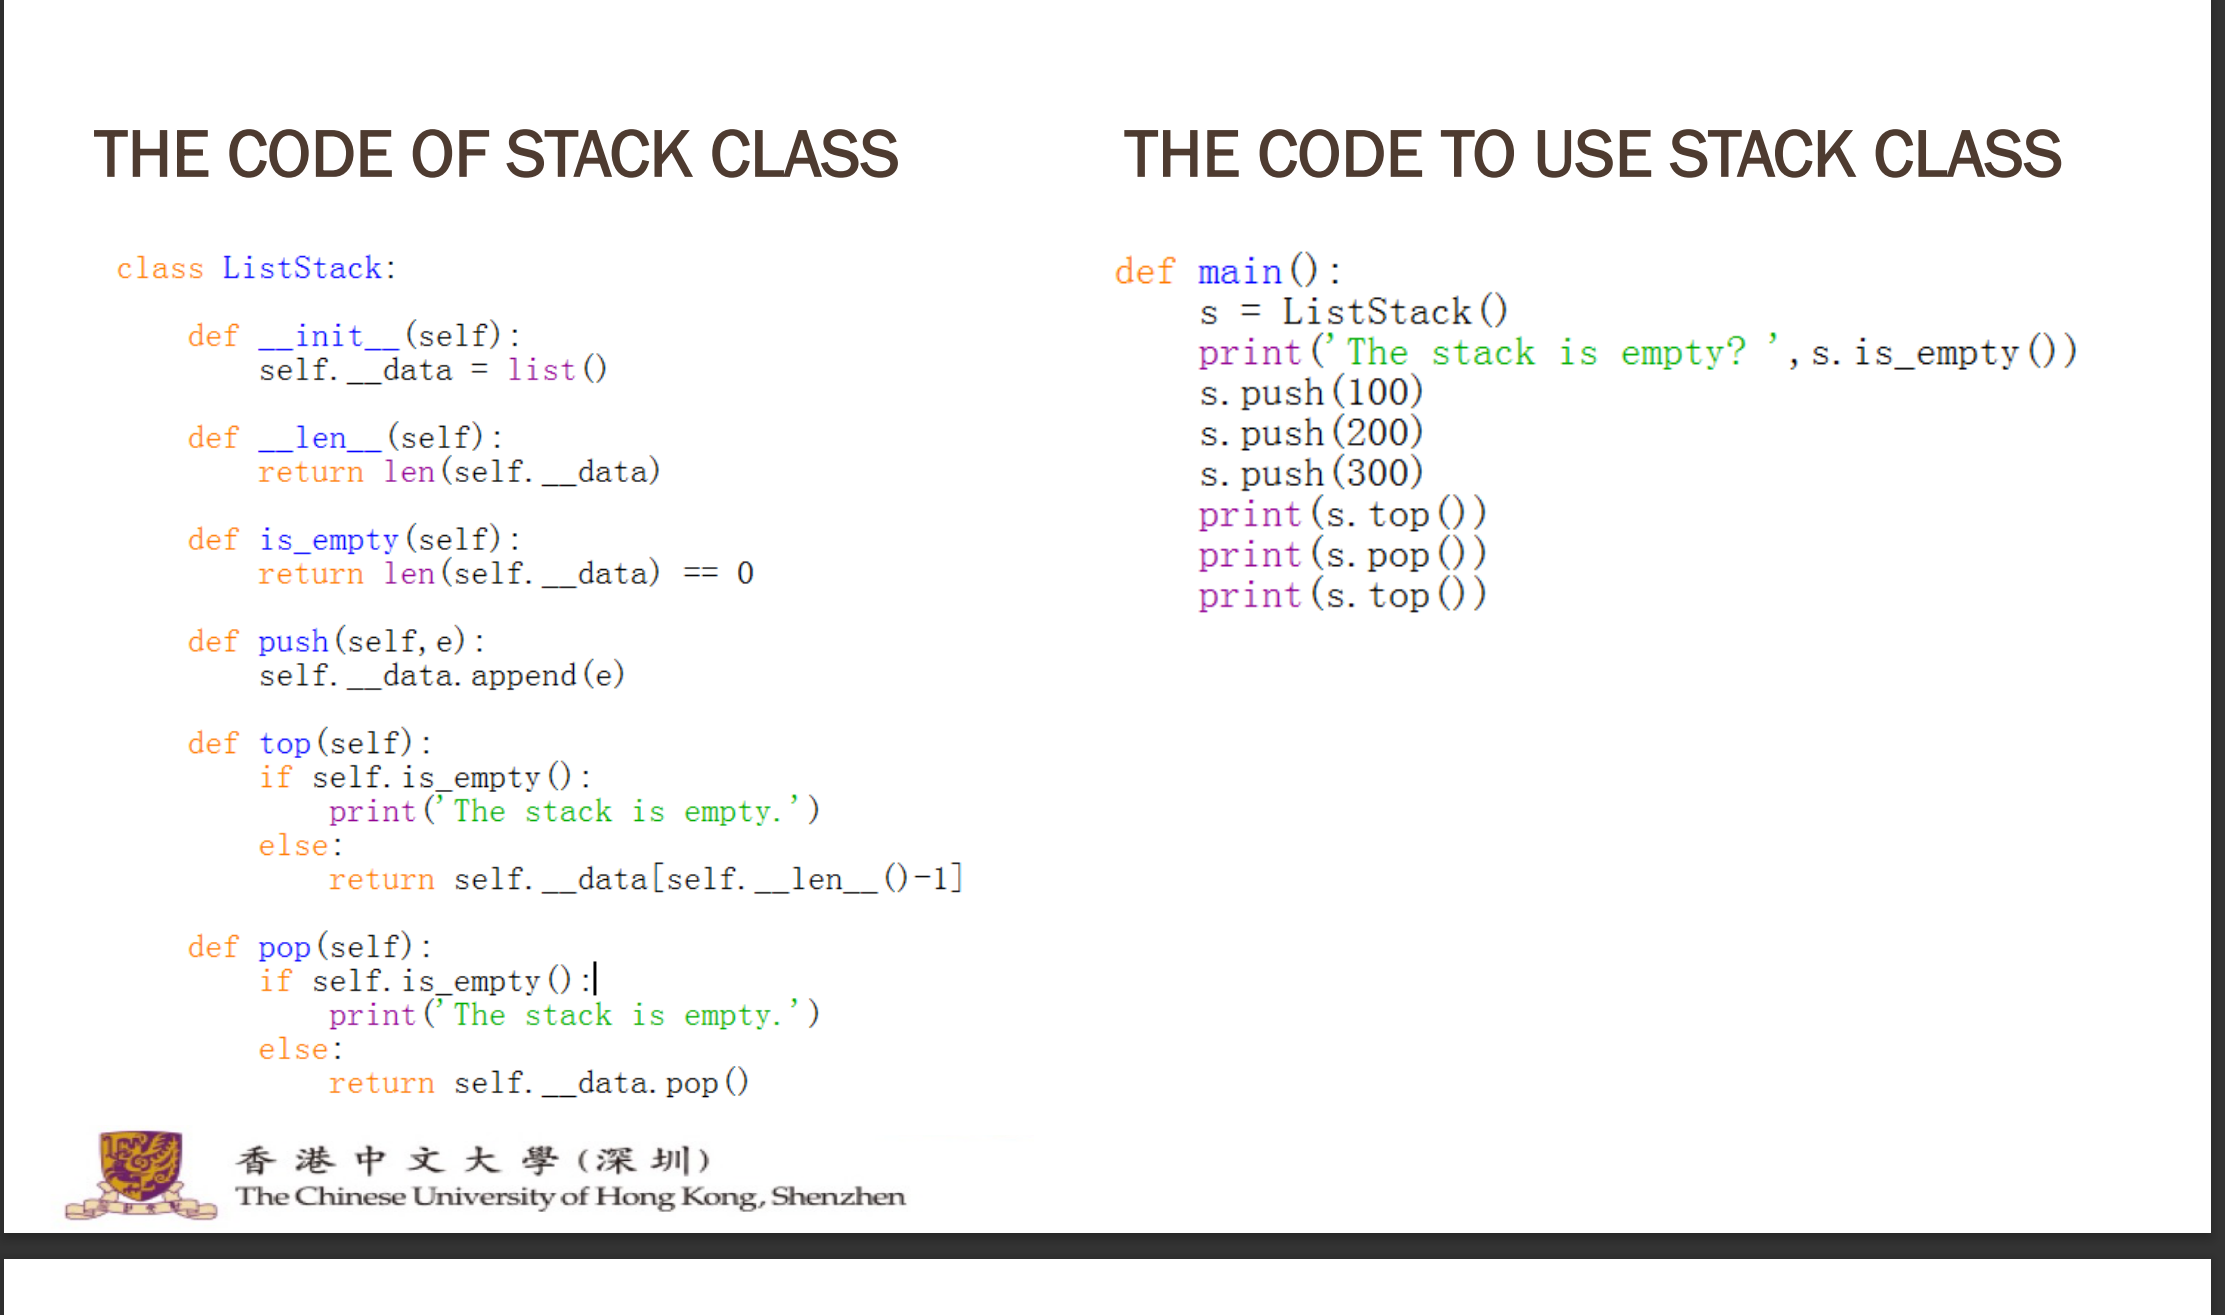 THE CODE OF STACK CLASS
class ListStack:
def __init__(self):
self.__data = list()
def __len__(self):
return len(self.__data)
def is_empty(self):
return len(self.__data) == 0
def push(self,e):
self.__data.append(e)
def top(self):
if self.is_empty():
print('The stack is empty.')
else:
return self.__data[self.__len__()-1]
def pop(self):
if self.is_empty():
print('The stack is empty.')
else:
return self.__data.pop()
THE CODE TO USE STACK CLASS
def main():
s = ListStack()
print('The stack is empty? ',s.is_empty())
s.push(100)
s.push(200)
s.push(300)
print(s.top())
print(s.pop())
print(s.top())
香港中文大學(深圳)
The Chinese University of Hong Kong, Shenzhen